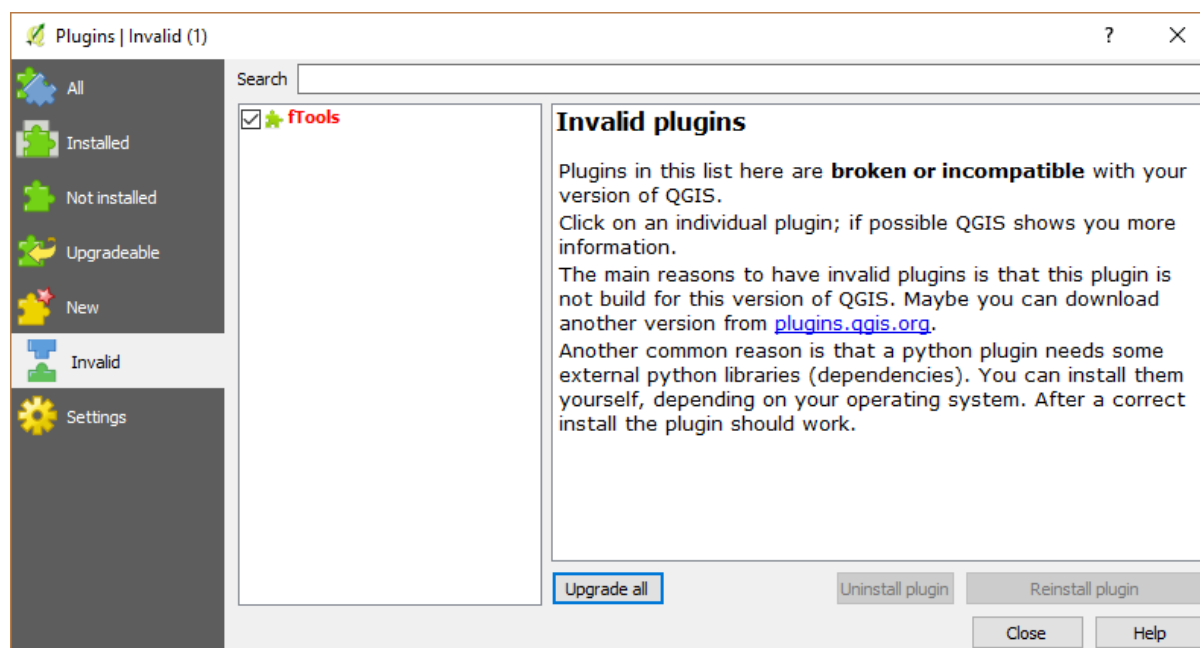 Plugins | Invalid (1)
?
All
Installed
Not installed
Upgradeable
New
Invalid
Settings
Search
fTools
Invalid plugins
Plugins in this list here are broken or incompatible with your
version of QGIS.
Click on an individual plugin; if possible QGIS shows you more
information.
The main reasons to have invalid plugins is that this plugin is
not build for this version of QGIS. Maybe you can download
another version from plugins.qgis.org.
Another common reason is that a python plugin needs some
external python libraries (dependencies). You can install them
yourself, depending on your operating system. After a correct
install the plugin should work.
Upgrade all
Uninstall plugin
Reinstall plugin
Close
Help